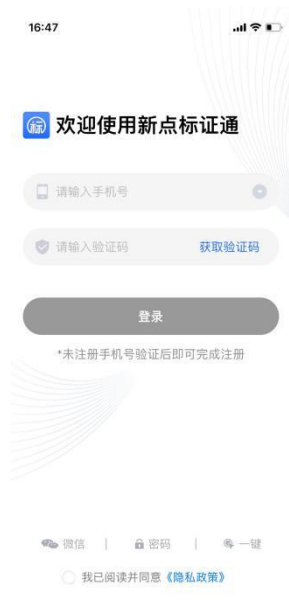 16:47
标 欢迎使用新点标证通
请输入手机号
请输入验证码 获取验证码
登录
*未注册手机号验证后即可完成注册
微信 | 密码 | 一键
我已阅读并同意《隐私政策》